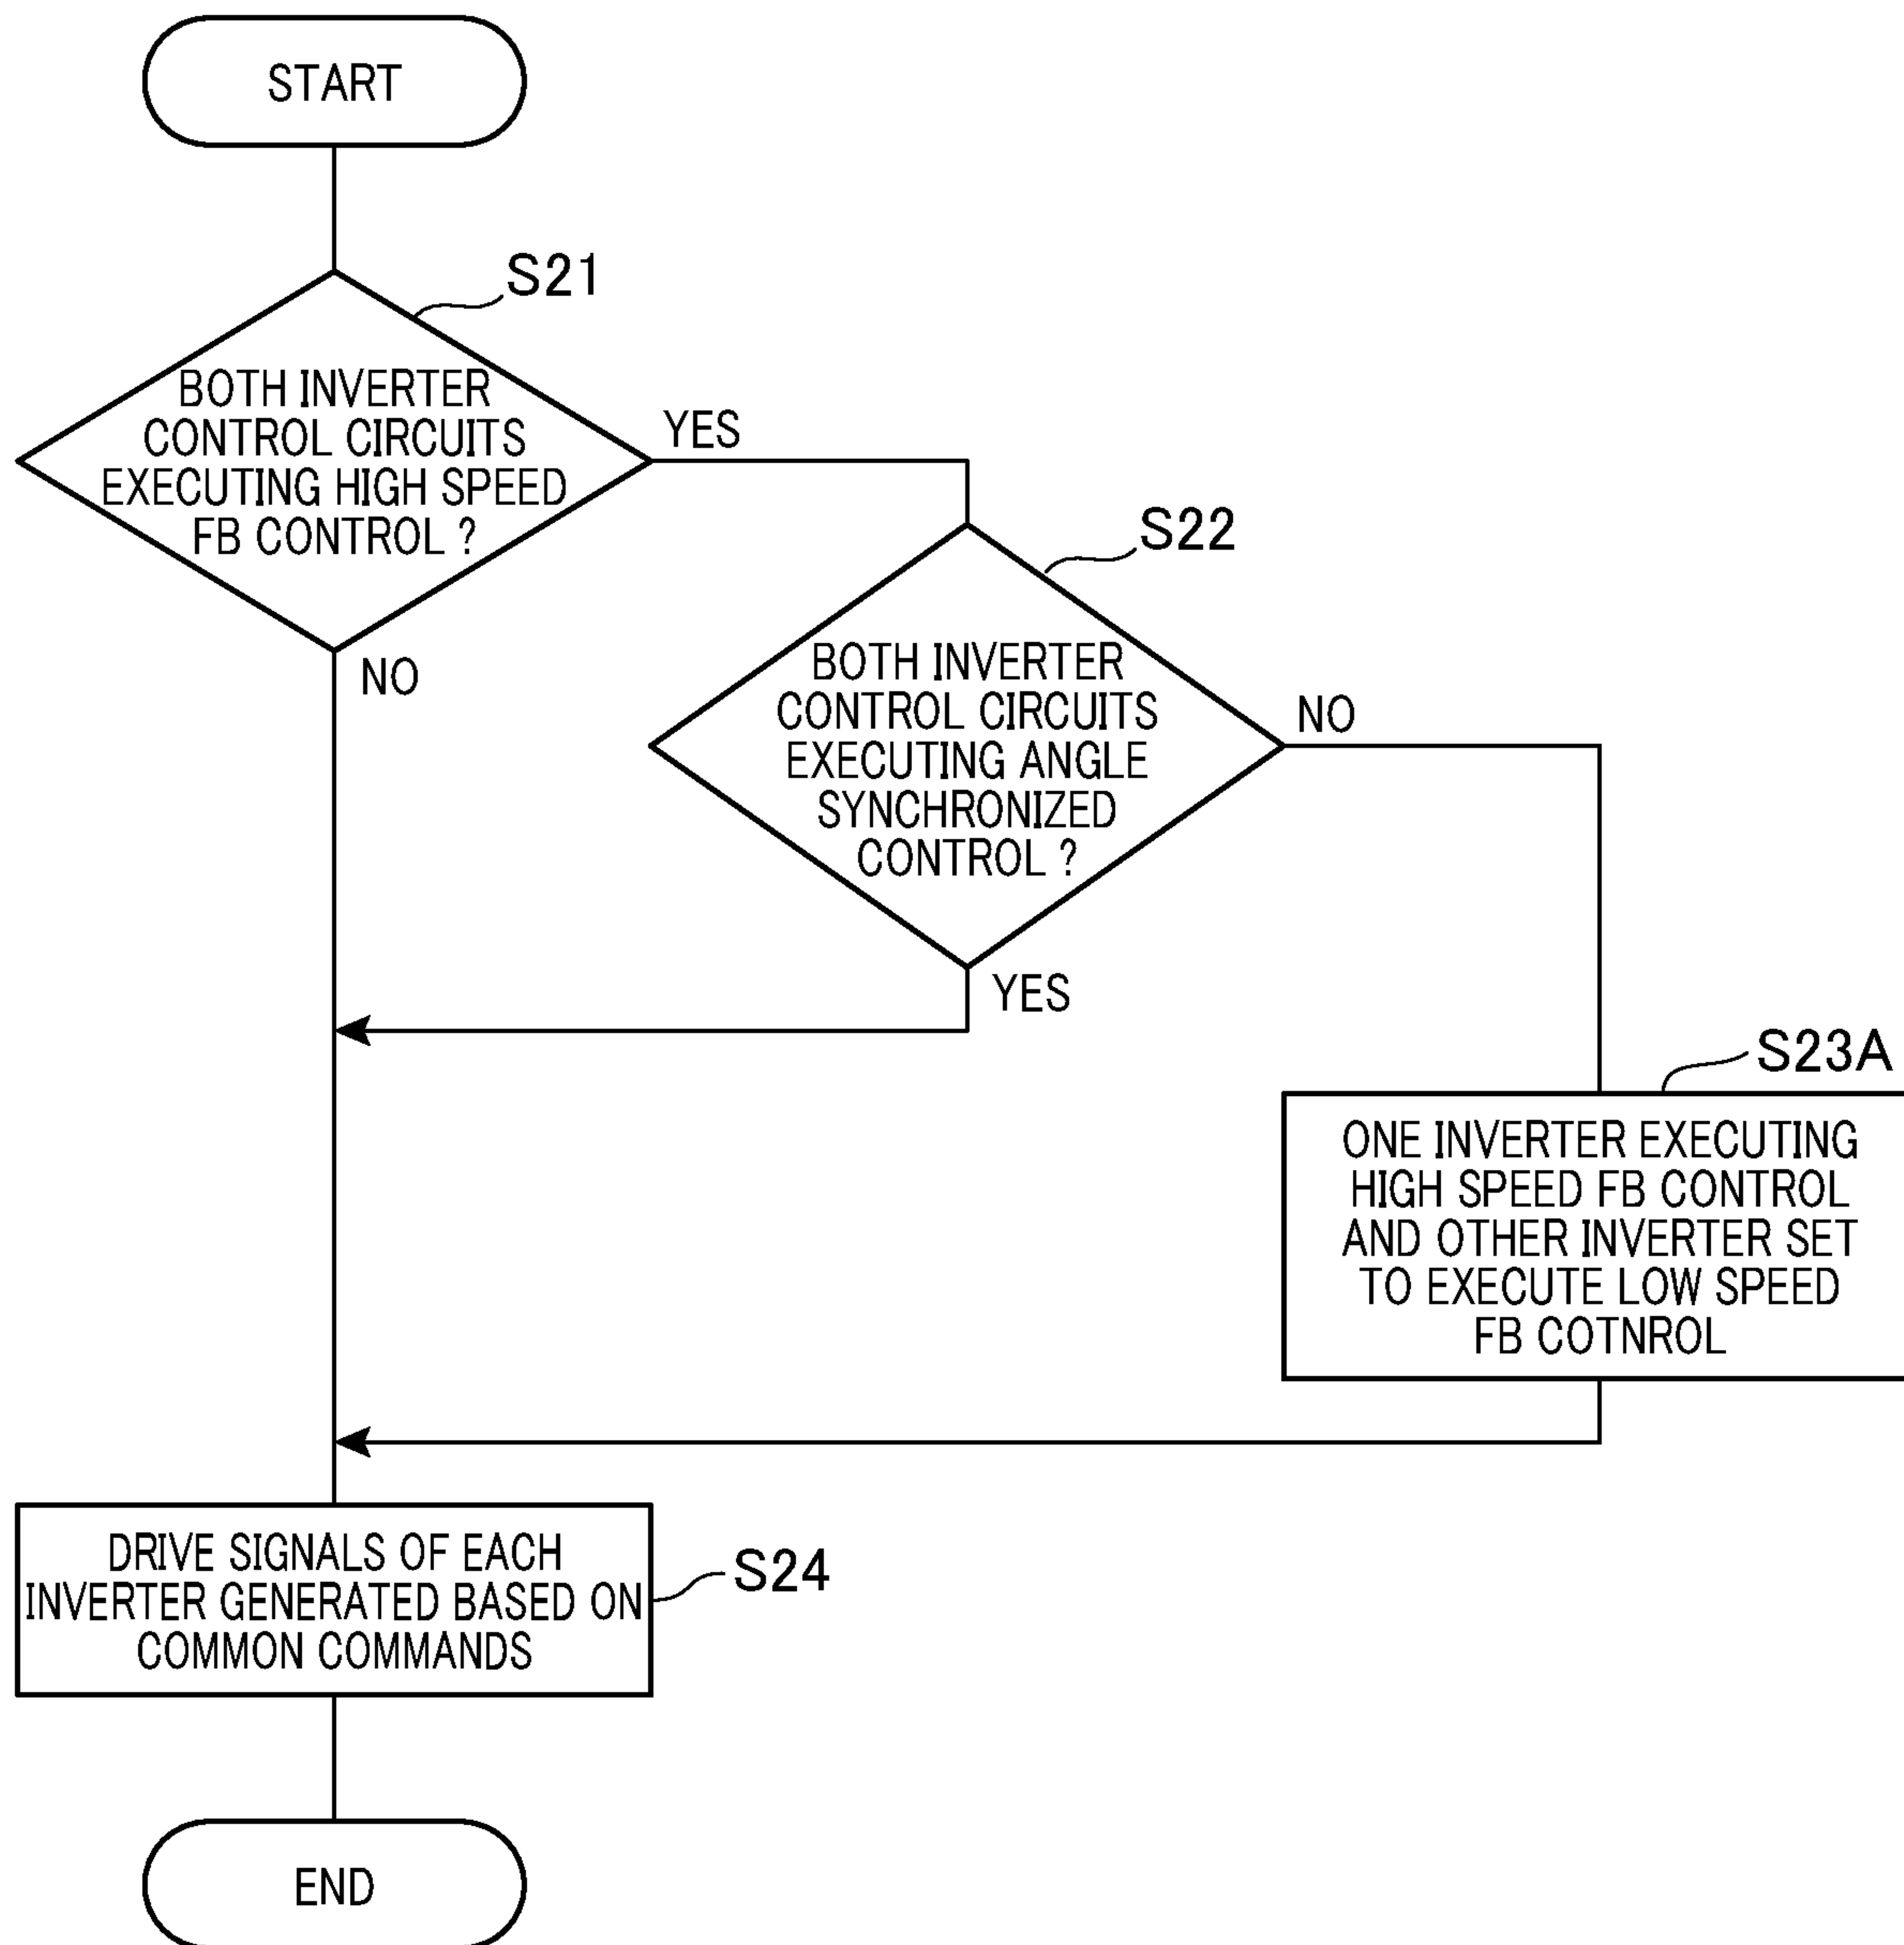 START
S21
BOTH INVERTER
CONTROL CIRCUITS
EXECUTING HIGH SPEED
FB CONTROL ?
YES
NO
S22
BOTH INVERTER
CONTROL CIRCUITS
EXECUTING ANGLE
SYNCHRONIZED
CONTROL ?
NO
YES
S23A
ONE INVERTER EXECUTING
HIGH SPEED FB CONTROL
AND OTHER INVERTER SET
TO EXECUTE LOW SPEED
FB COTNROL
DRIVE SIGNALS OF EACH
INVERTER GENERATED BASED ON
COMMON COMMANDS
S24
END